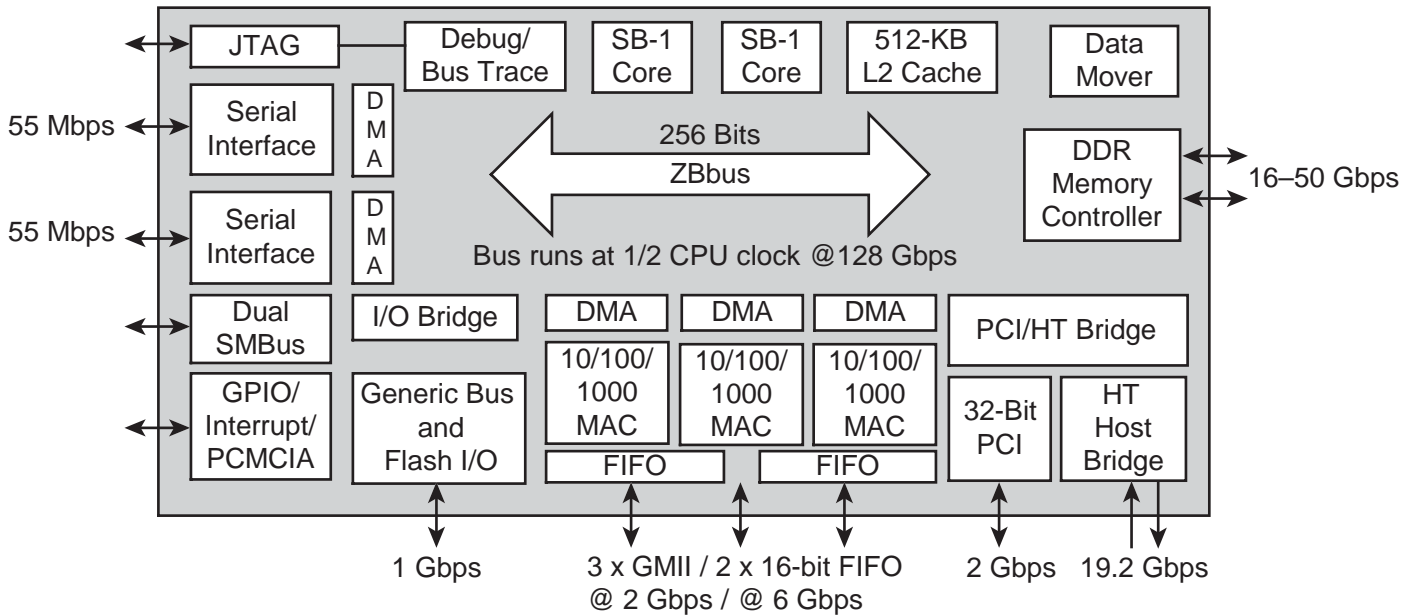 JTAG
Debug/
Bus Trace
SB-1
Core
SB-1
Core
512-KB
L2 Cache
Data
Mover
55 Mbps
Serial
Interface
D
M
A
256 Bits
ZBbus
DDR
Memory
Controller
16–50 Gbps
55 Mbps
Serial
Interface
D
M
A
Bus runs at 1/2 CPU clock @128 Gbps
Dual
SMBus
I/O Bridge
DMA
DMA
DMA
PCI/HT Bridge
GPIO/
Interrupt/
PCMCIA
Generic Bus
and
Flash I/O
10/100/
1000
MAC
10/100/
1000
MAC
10/100/
1000
MAC
FIFO
FIFO
32-Bit
PCI
HT
Host
Bridge
1 Gbps
3 x GMII / 2 x 16-bit FIFO
@ 2 Gbps / @ 6 Gbps
2 Gbps
19.2 Gbps